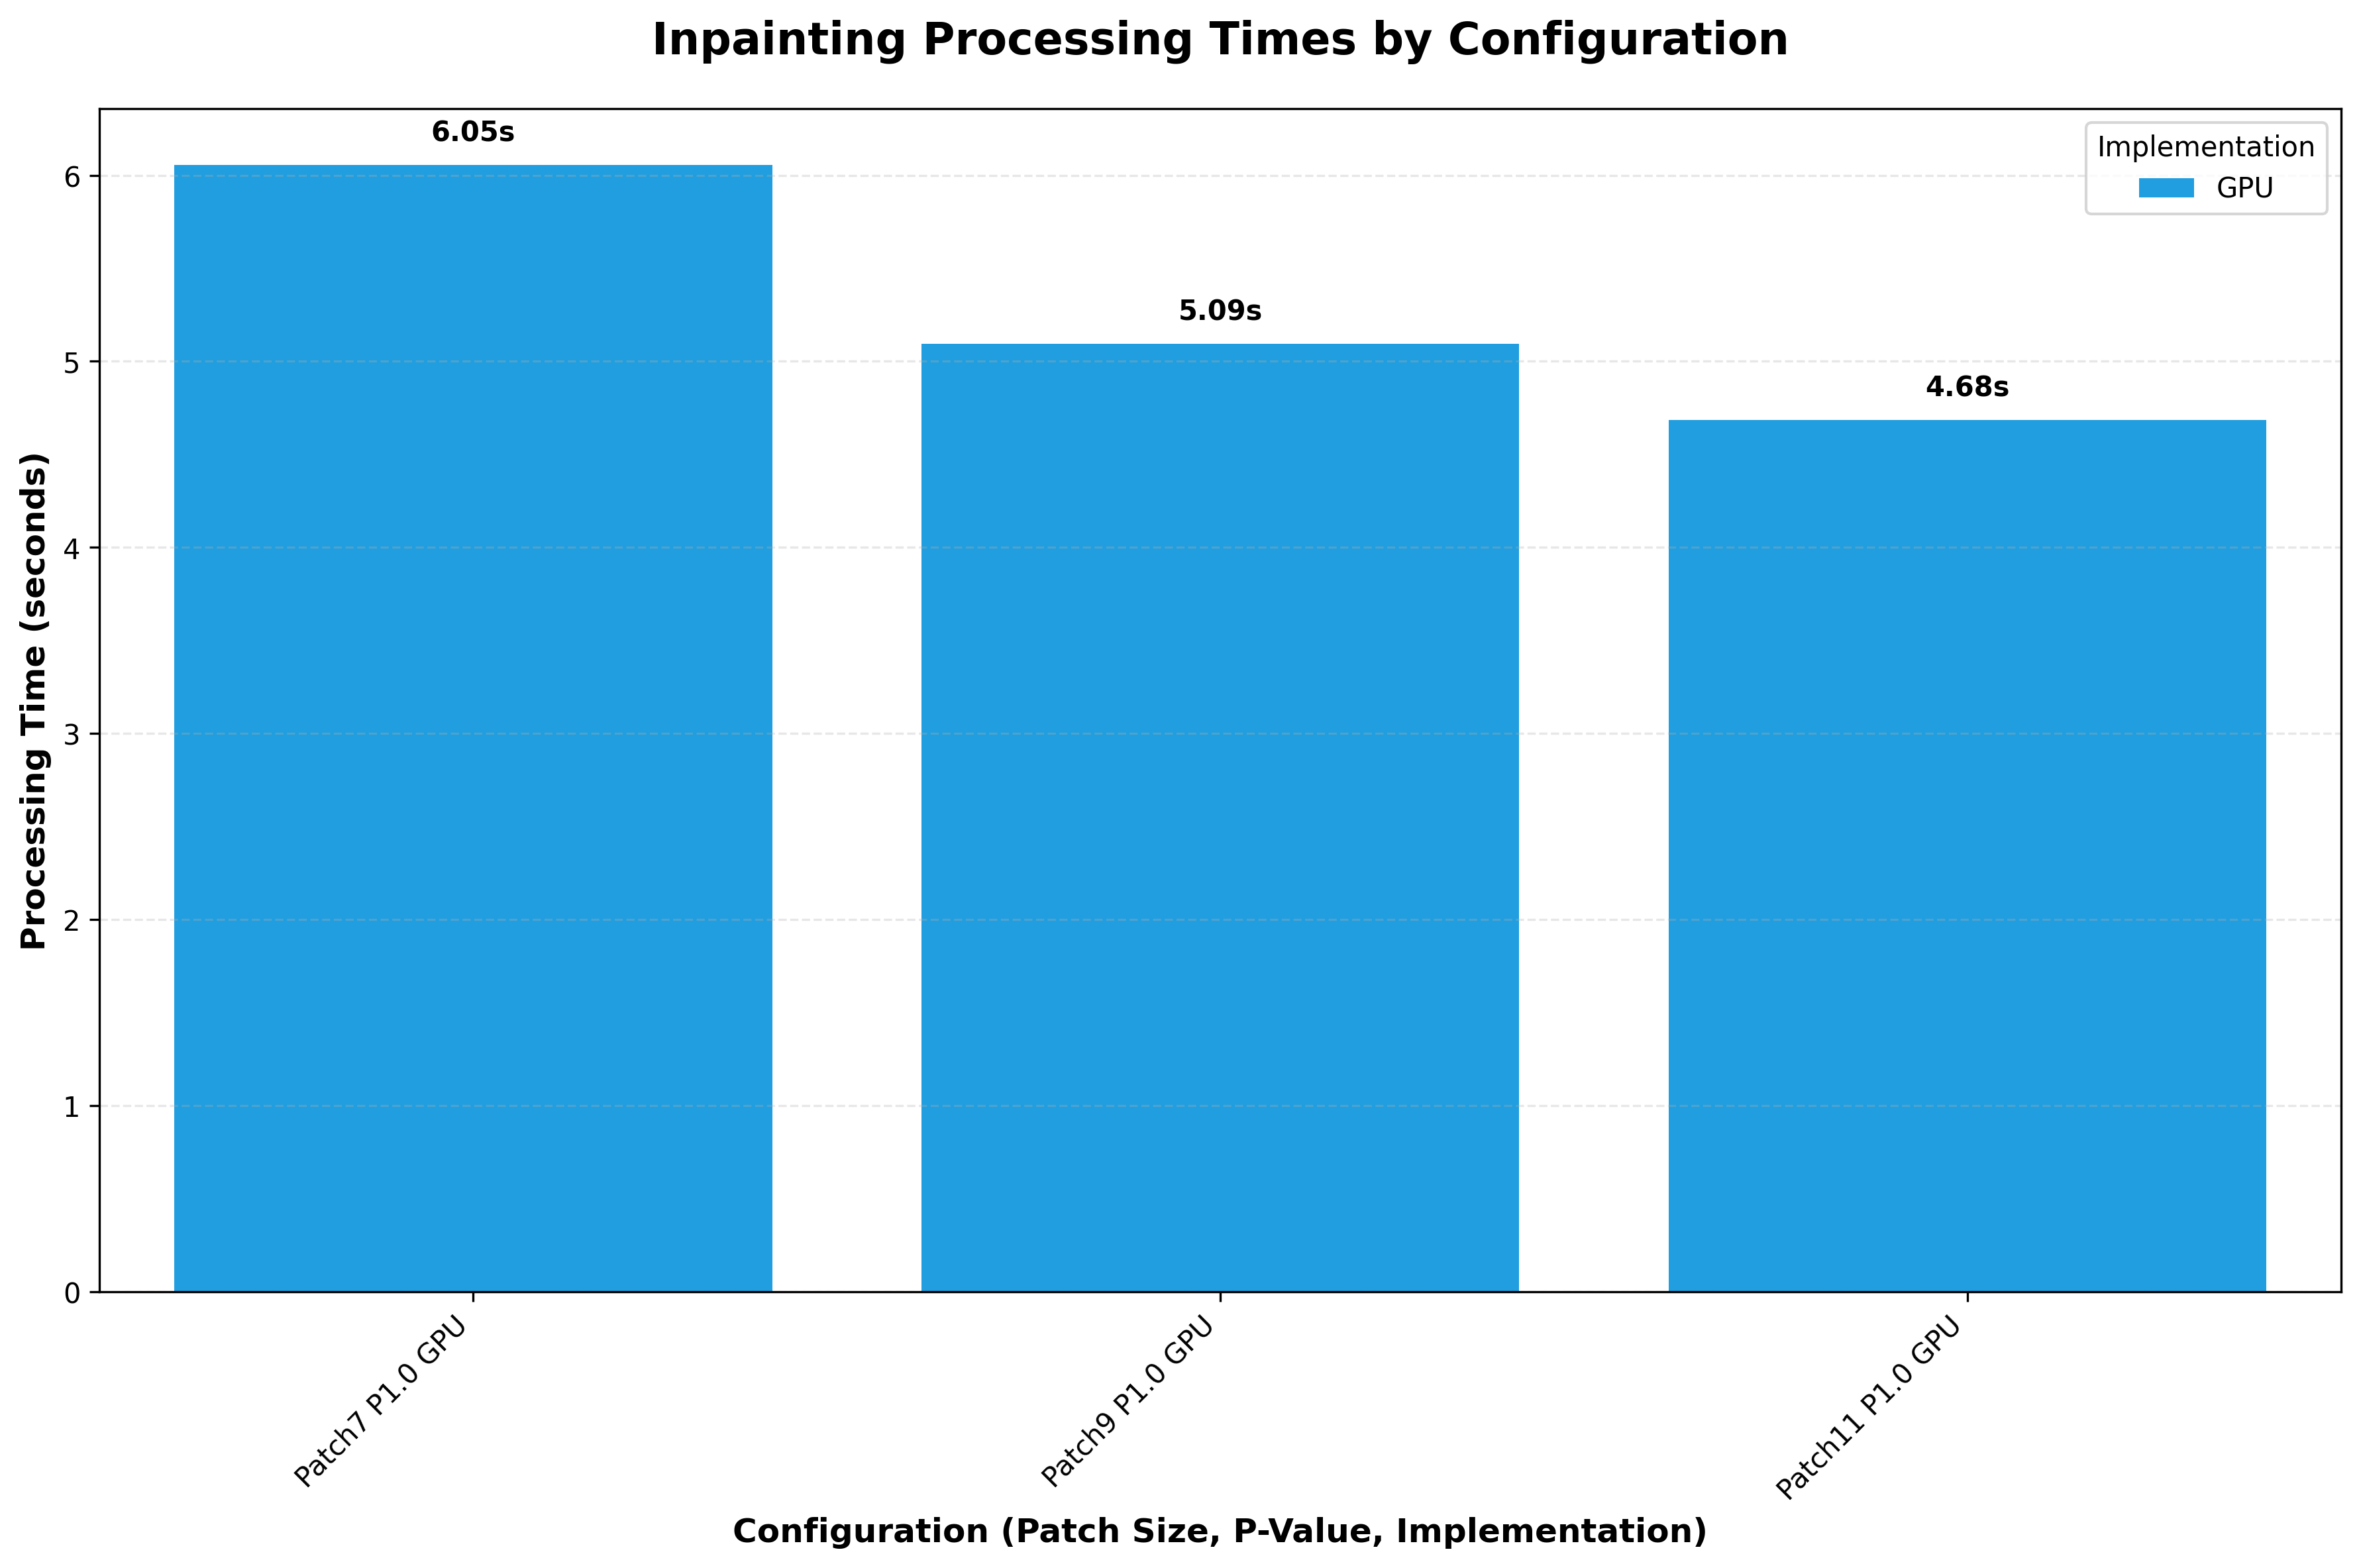 Inpainting Processing Times by Configuration
Processing Time (seconds)
6
5
4
3
2
1
0
6.05s
5.09s
4.68s
Implementation
GPU
Patch7 P1.0 GPU
Patch9 P1.0 GPU
Patch11 P1.0 GPU
Configuration (Patch Size, P-Value, Implementation)